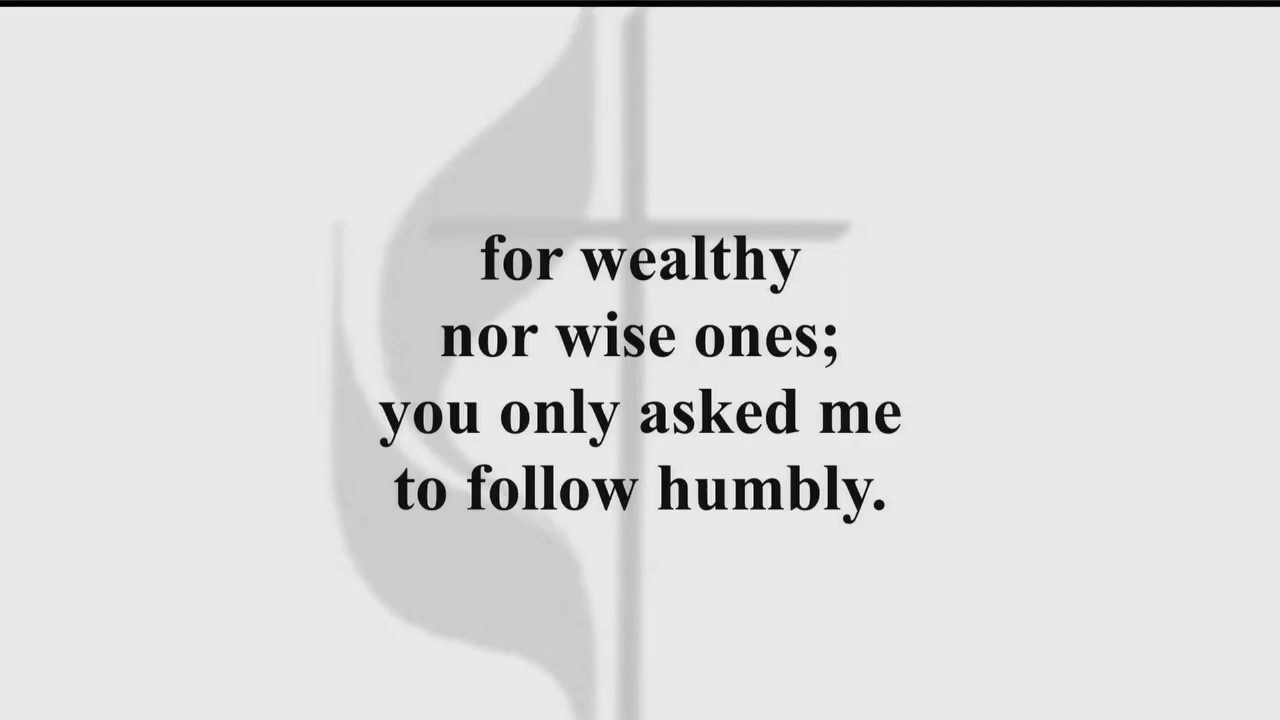 for wealthy
nor wise ones;
you only asked me
to follow humbly.